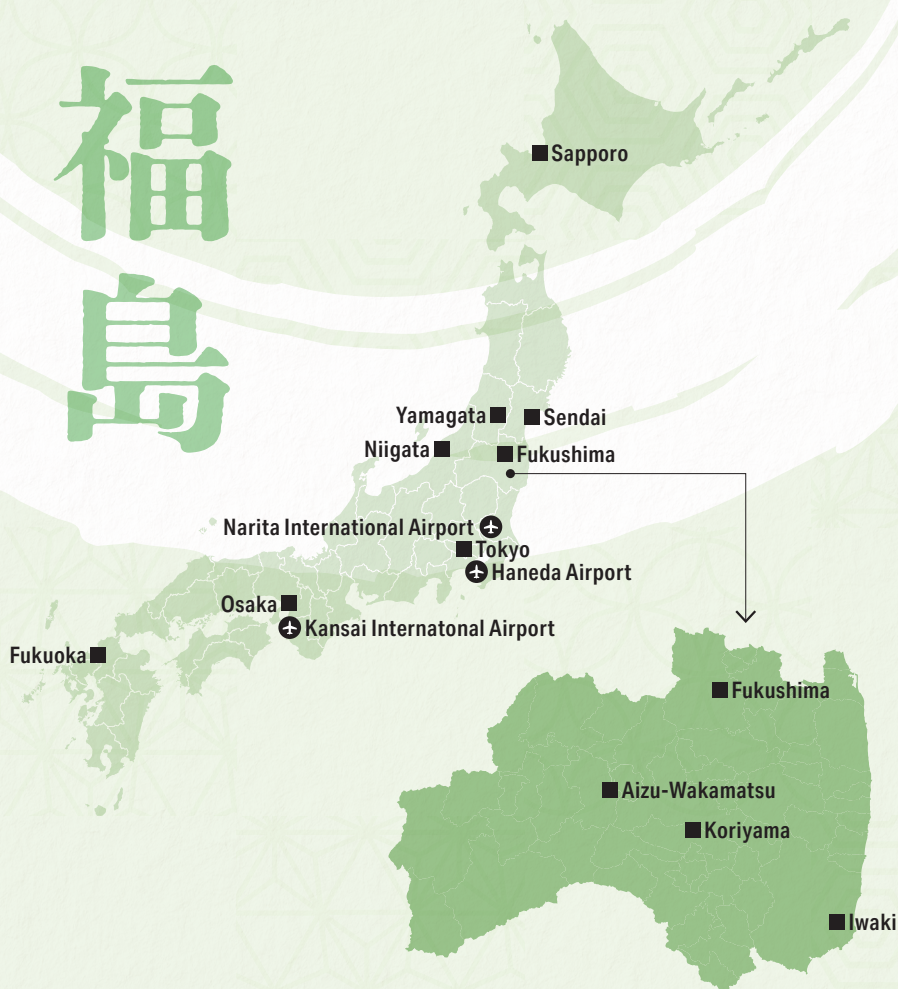 福島
Sapporo
Yamagata
Sendai
Niigata
Fukushima
Narita International Airport
Tokyo
Haneda Airport
Osaka
Kansai Internatonal Airport
Fukuoka
Fukushima
Aizu-Wakamatsu
Koriyama
Iwaki